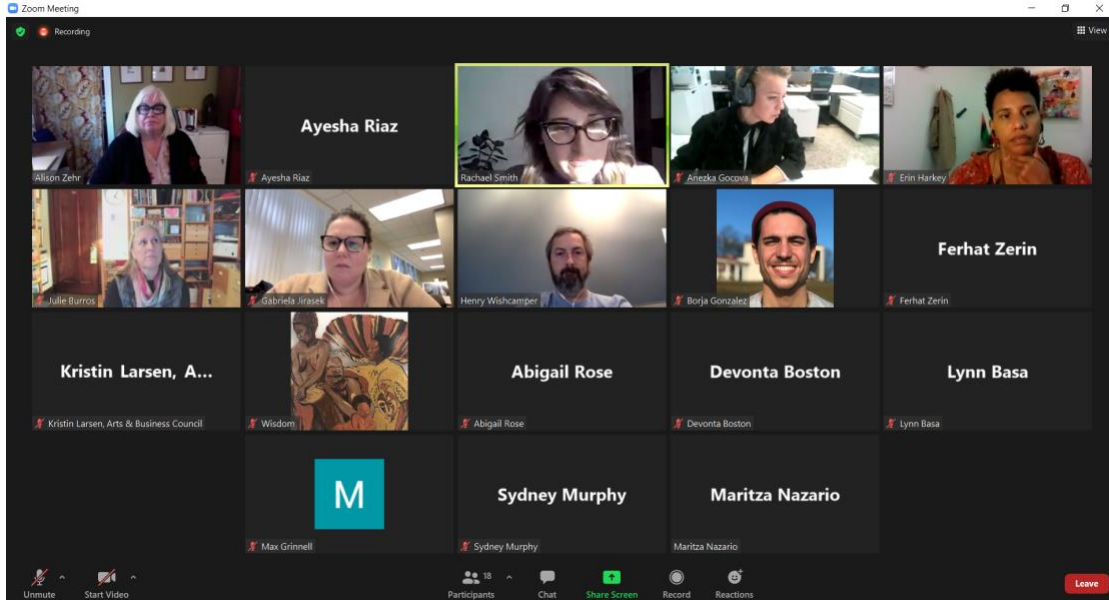 Zoom Meeting
Recording
View
Alison Zehr
Ayesha Riaz
Ayesha Riaz
Rachael Smith
Anezka Gocova
Erin Harkey
Julie Burros
Gabriela Jirasek
Henry Wishcamper
Borja Gonzalez
Ferhat Zerin
Ferhat Zerin
Kristin Larsen, A...
Kristin Larsen, Arts & Business Council
Wisdom
Abigail Rose
Abigail Rose
Devonta Boston
Devonta Boston
Lynn Basa
Lynn Basa
M
Max Grinnell
Sydney Murphy
Sydney Murphy
Maritza Nazario
Maritza Nazario
Unmute
Start Video
18
Participants
Chat
Share Screen
Record
Reactions
Leave